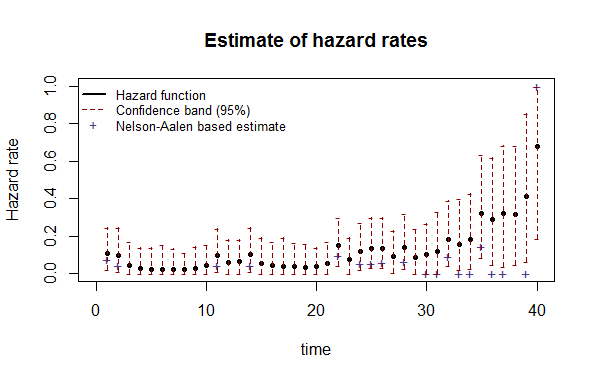 Estimate of hazard rates
Hazard function
Confidence band (95%)
Nelson-Aalen based estimate
Hazard rate
1.0
0.8
0.6
0.4
0.2
0.0
0 10 20 30 40
time